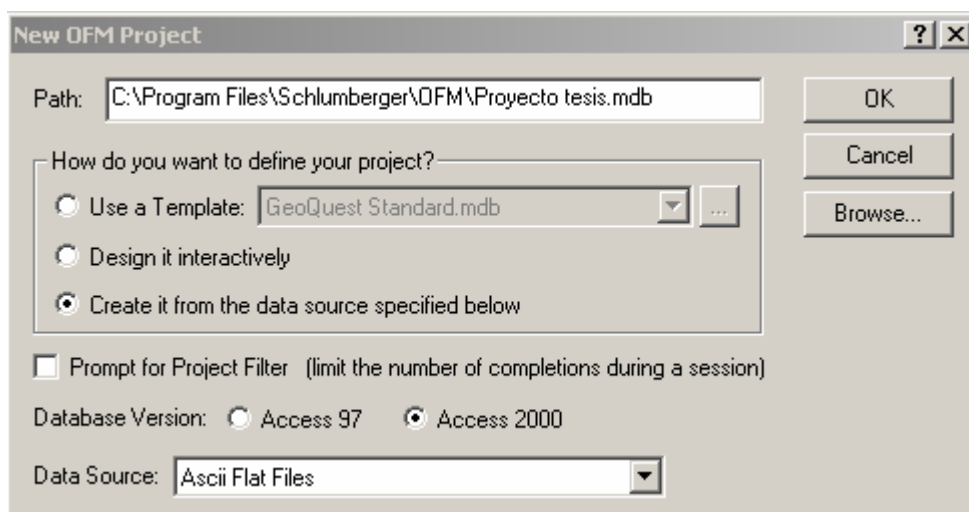 New OFM Project
Path: C:\Program Files\Schlumberger\OFM\Proyecto tesis.mdb
OK
Cancel
Browse...
How do you want to define your project?
Use a Template: GeoQuest Standard.mdb ...
Design it interactively
Create it from the data source specified below
Prompt for Project Filter (limit the number of completions during a session)
Database Version: Access 97 Access 2000
Data Source: Ascii Flat Files